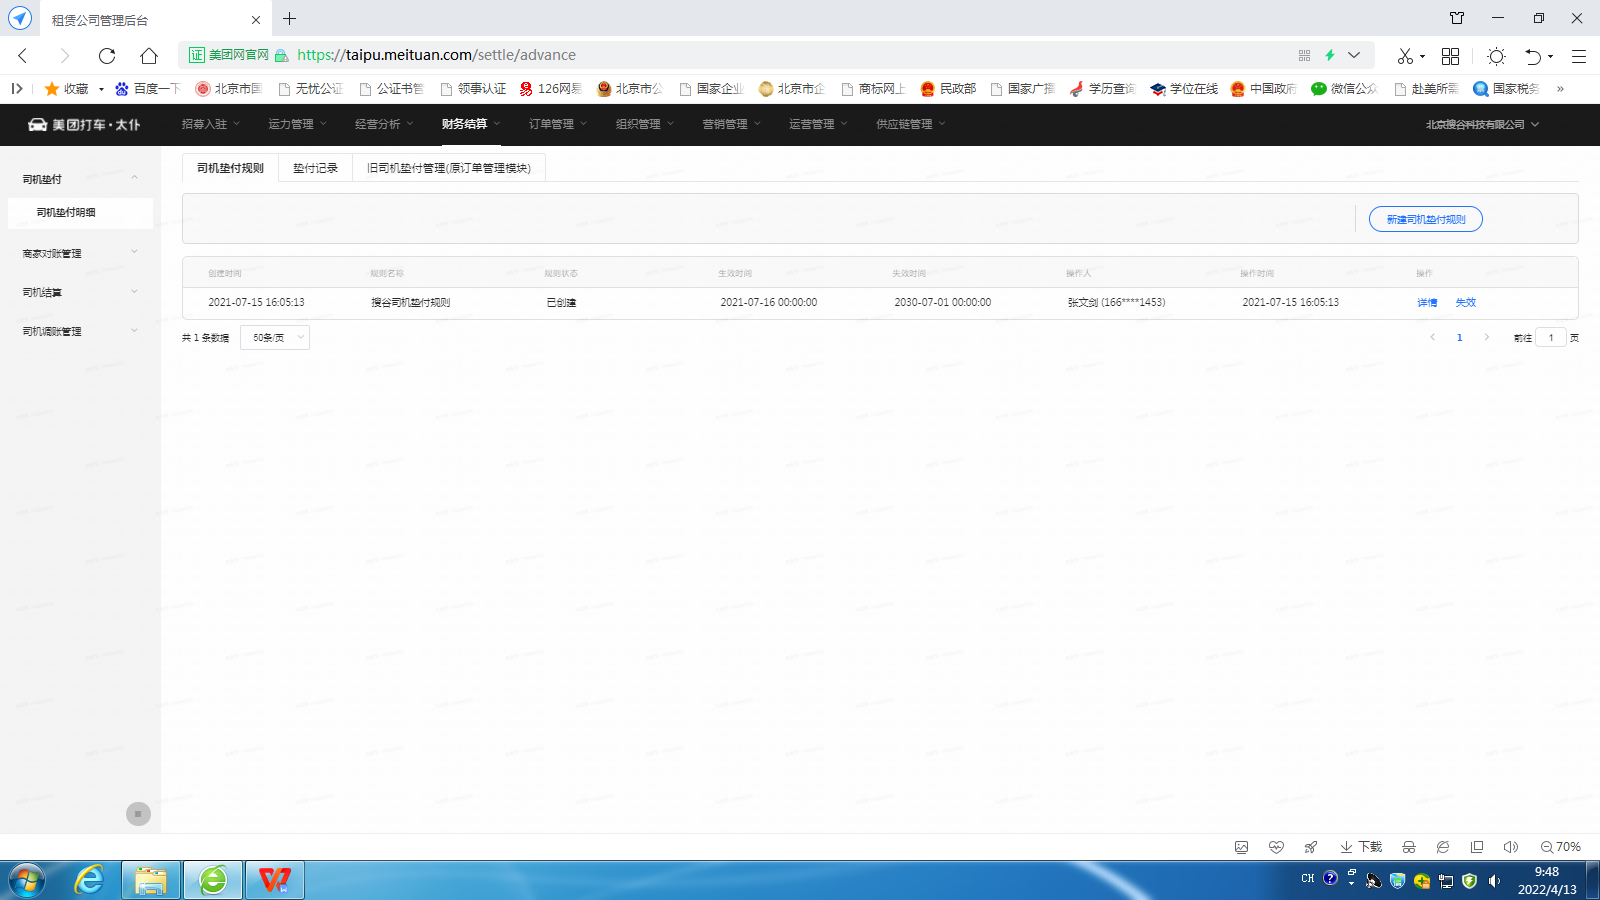 租赁公司管理后台
证 美团网官网 https://taipu.meituan.com/settle/advance
收藏 百度一下 北京市国 无忧公证 公证书管 领事认证 126网易 北京市公 国家企业 北京市企 商标网上 民政部 国家广播 学历查询 学位在线 中国政府 微信公众 赴美所需 国家税务 »
美团打车·太仆 招募入驻 运力管理 经营分析 财务结算 订单管理 组织管理 营销管理 运营管理 供应链管理 北京搜谷科技有限公司
司机垫付
司机垫付明细
商家对账管理
司机结算
司机调账管理
司机垫付规则 垫付记录 旧司机垫付管理(原订单管理模块)
新建司机垫付规则
创建时间 规则名称 规则状态 生效时间 失效时间 操作人 操作时间 操作
2021-07-15 16:05:13 搜谷司机垫付规则 已创建 2021-07-16 00:00:00 2030-07-01 00:00:00 张文剑 (166****1453) 2021-07-15 16:05:13 详情 失效
共 1 条数据 50条/页 1 前往 1 页
下载 70%
CH 9:48
2022/4/13